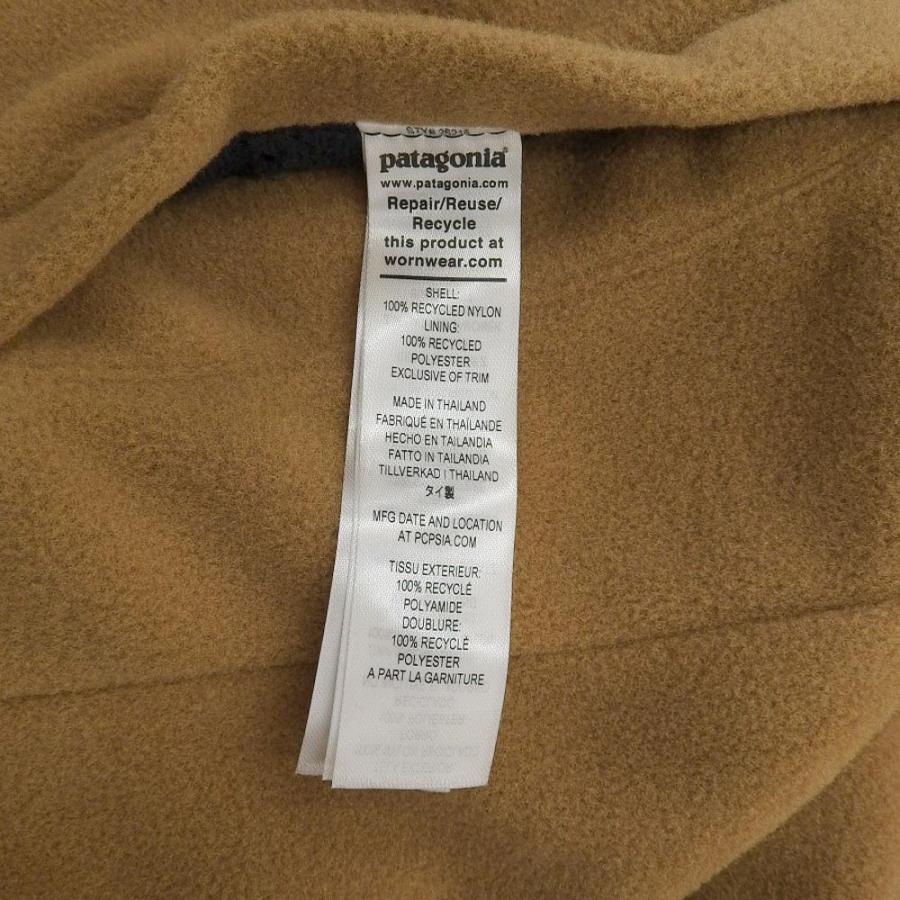 patagonia®
www.patagonia.com
Repair/Reuse/
Recycle
this product at
wornwear.com
SHELL:
100% RECYCLED NYLON
LINING:
100% RECYCLED
POLYESTER
EXCLUSIVE OF TRIM
MADE IN THAILAND
FABRIQUÉ EN THAÏLANDE
HECHO EN TAILANDIA
FATTO IN TAILANDIA
TILLVERKAD I THAILAND
タイ製
MFG DATE AND LOCATION
AT PCPSIA.COM
TISSU EXTERIEUR:
100% RECYCLÉ
POLYAMIDE
DOUBLURE:
100% RECYCLÉ
POLYESTER
A PART LA GARNITURE